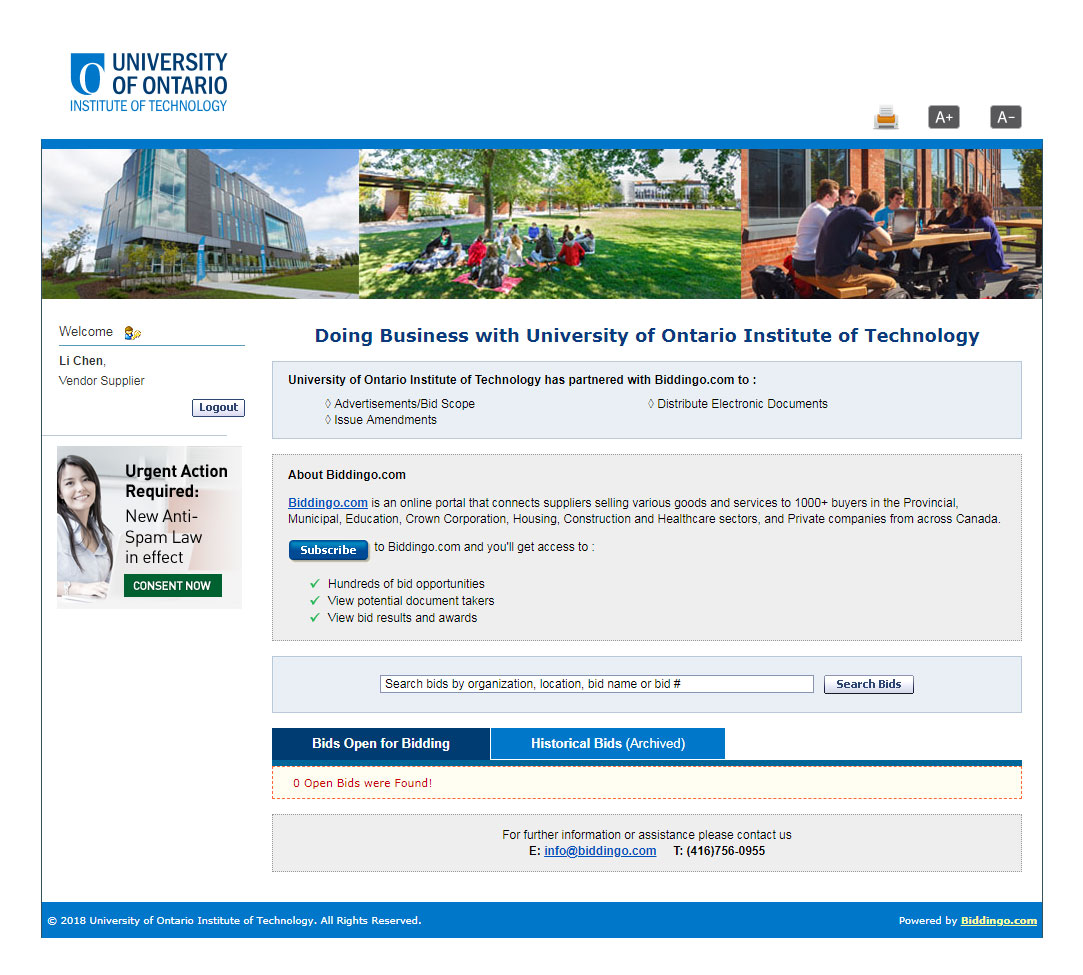 UNIVERSITY
OF ONTARIO
INSTITUTE OF TECHNOLOGY
A+ A-
Welcome
Li Chen,
Vendor Supplier
Logout
Urgent Action
Required:
New Anti-
Spam Law
in effect
CONSENT NOW
Doing Business with University of Ontario Institute of Technology
University of Ontario Institute of Technology has partnered with Biddingo.com to :
◊ Advertisements/Bid Scope ◊ Distribute Electronic Documents
◊ Issue Amendments
About Biddingo.com
Biddingo.com is an online portal that connects suppliers selling various goods and services to 1000+ buyers in the Provincial,
Municipal, Education, Crown Corporation, Housing, Construction and Healthcare sectors, and Private companies from across Canada.
Subscribe to Biddingo.com and you'll get access to :
✓ Hundreds of bid opportunities
✓ View potential document takers
✓ View bid results and awards
Search bids by organization, location, bid name or bid # Search Bids
Bids Open for Bidding Historical Bids (Archived)
0 Open Bids were Found!
For further information or assistance please contact us
E: info@biddingo.com T: (416)756-0955
© 2018 University of Ontario Institute of Technology. All Rights Reserved. Powered by Biddingo.com